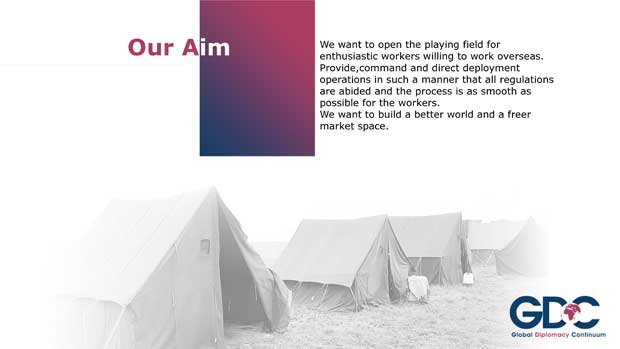 Our Aim
We want to open the playing field for
enthusiastic workers willing to work overseas.
Provide,command and direct deployment
operations in such a manner that all regulations
are abided and the process is as smooth as
possible for the workers.
We want to build a better world and a freer
market space.
GDC
Global Diplomacy Continuum